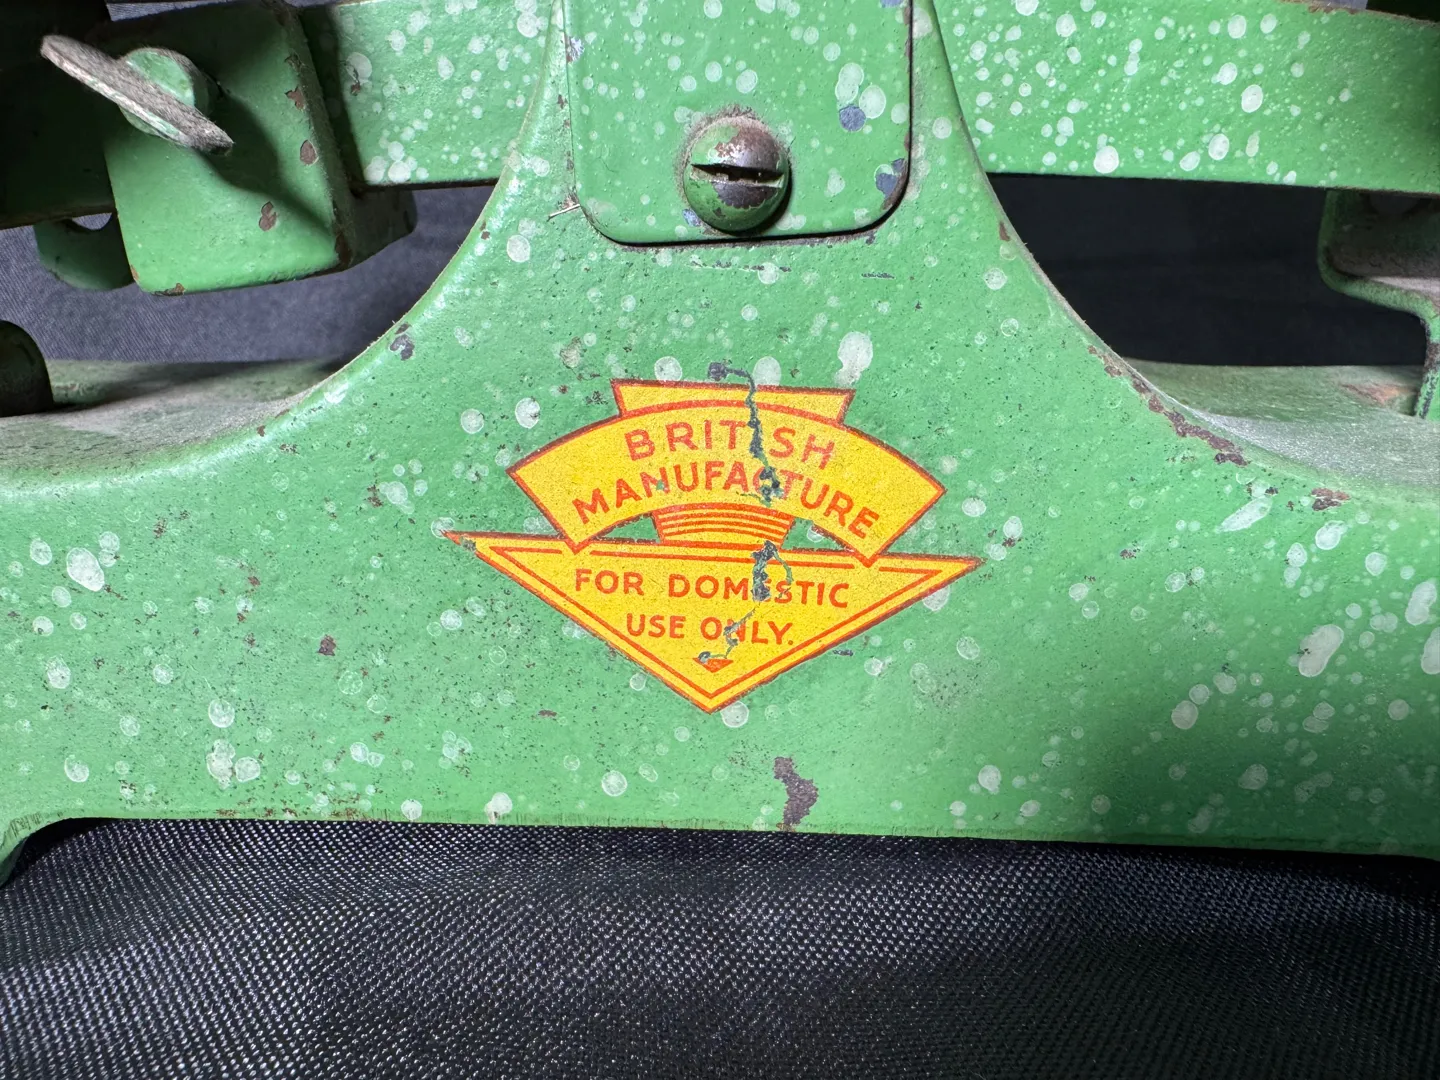 BRITISH
MANUFACTURE
FOR DOMESTIC
USE ONLY.